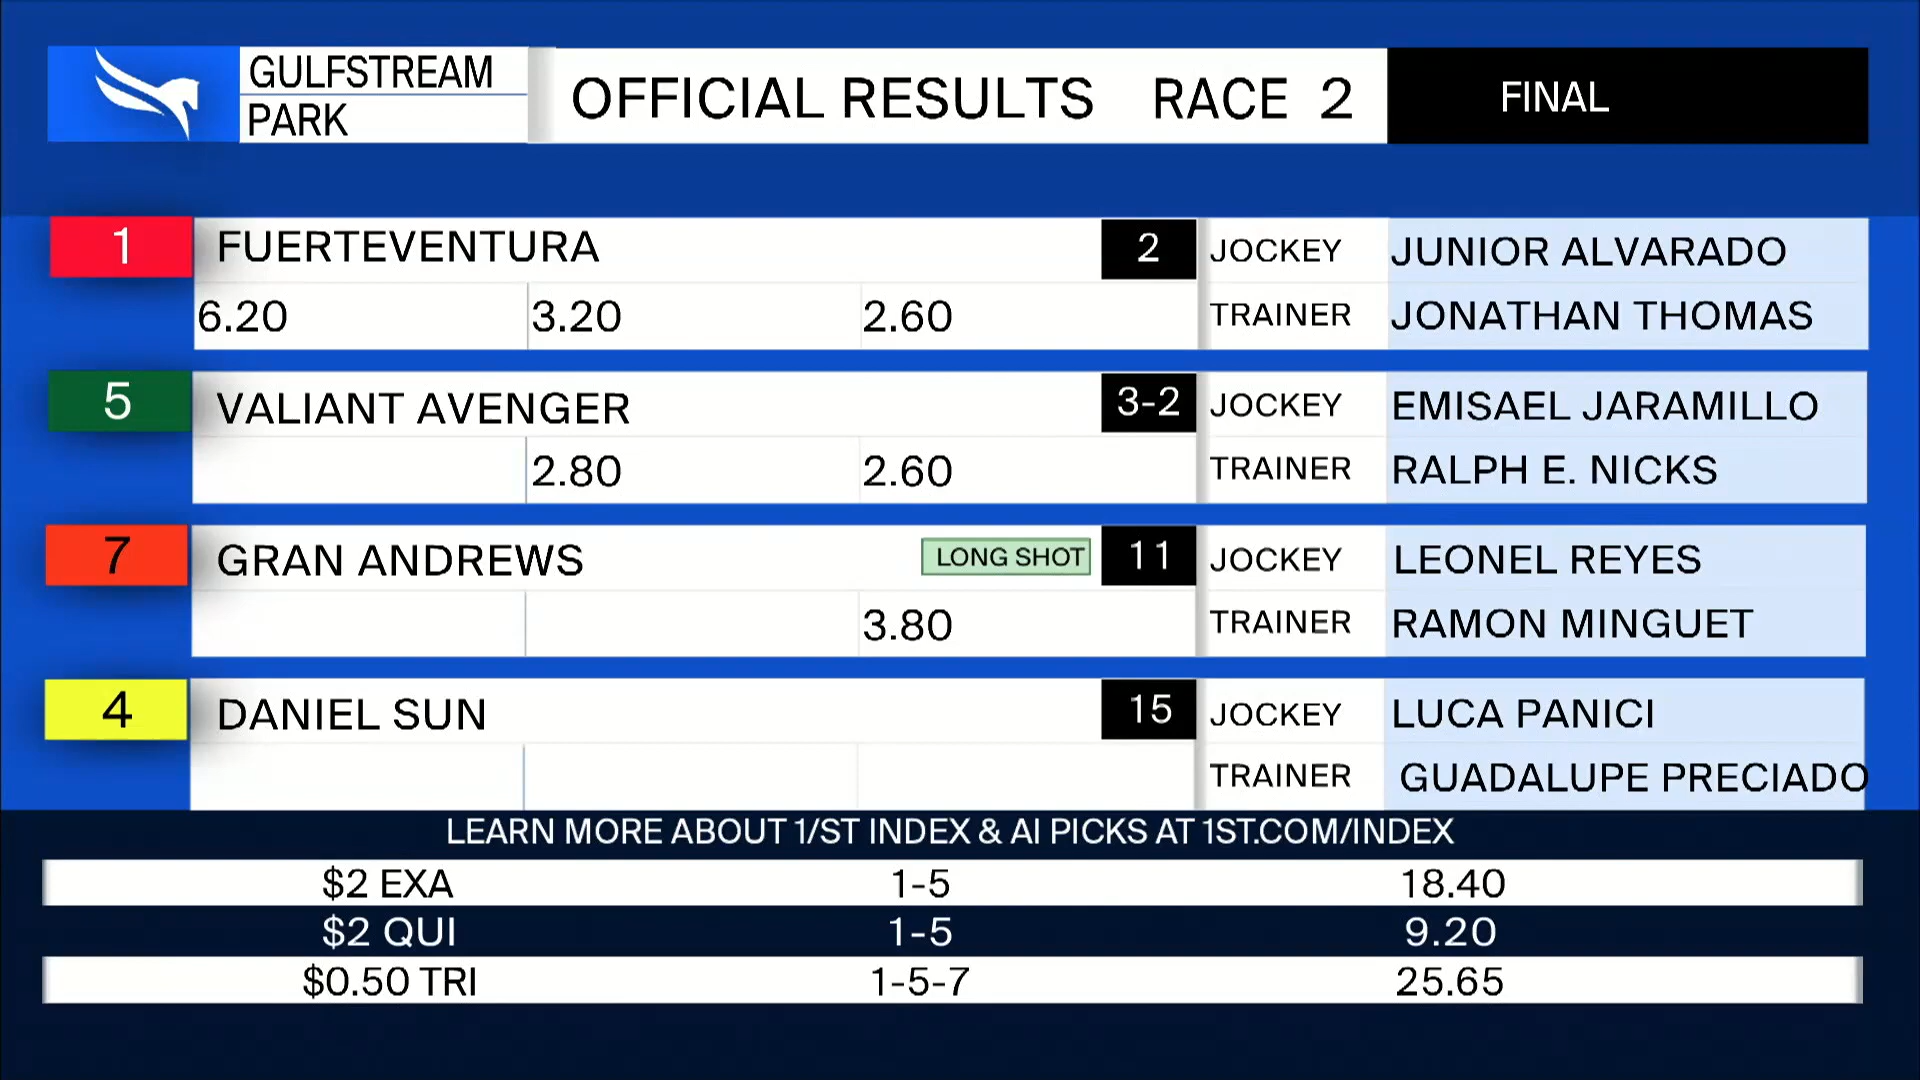 GULFSTREAM
PARK
OFFICIAL RESULTS RACE 2
FINAL
1 FUERTEVENTURA 2 JOCKEY JUNIOR ALVARADO
6.20 3.20 2.60 TRAINER JONATHAN THOMAS
5 VALIANT AVENGER 3-2 JOCKEY EMISAEL JARAMILLO
2.80 2.60 TRAINER RALPH E. NICKS
7 GRAN ANDREWS LONG SHOT 11 JOCKEY LEONEL REYES
3.80 TRAINER RAMON MINGUET
4 DANIEL SUN 15 JOCKEY LUCA PANICI
TRAINER GUADALUPE PRECIADO
LEARN MORE ABOUT 1/ST INDEX & AI PICKS AT 1ST.COM/INDEX
$2 EXA 1-5 18.40
$2 QUI 1-5 9.20
$0.50 TRI 1-5-7 25.65